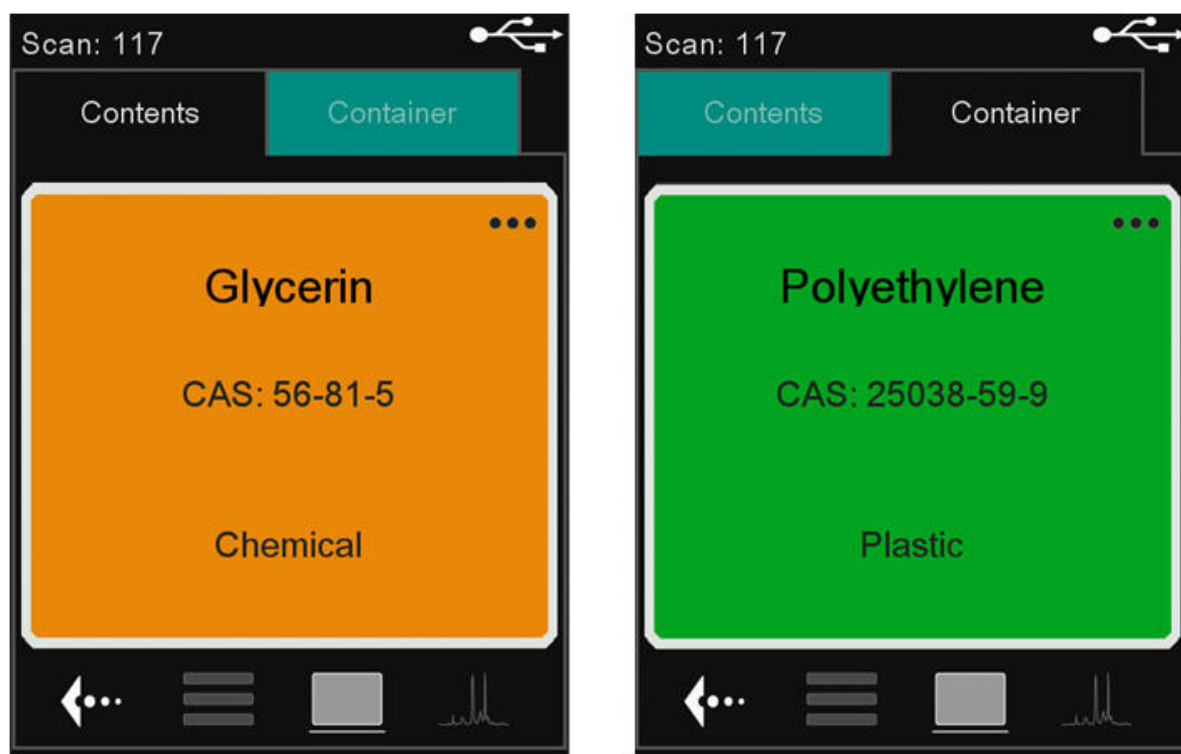 Scan: 117
Contents Container
Glycerin
CAS: 56-81-5
Chemical
Scan: 117
Contents Container
Polyethylene
CAS: 25038-59-9
Plastic